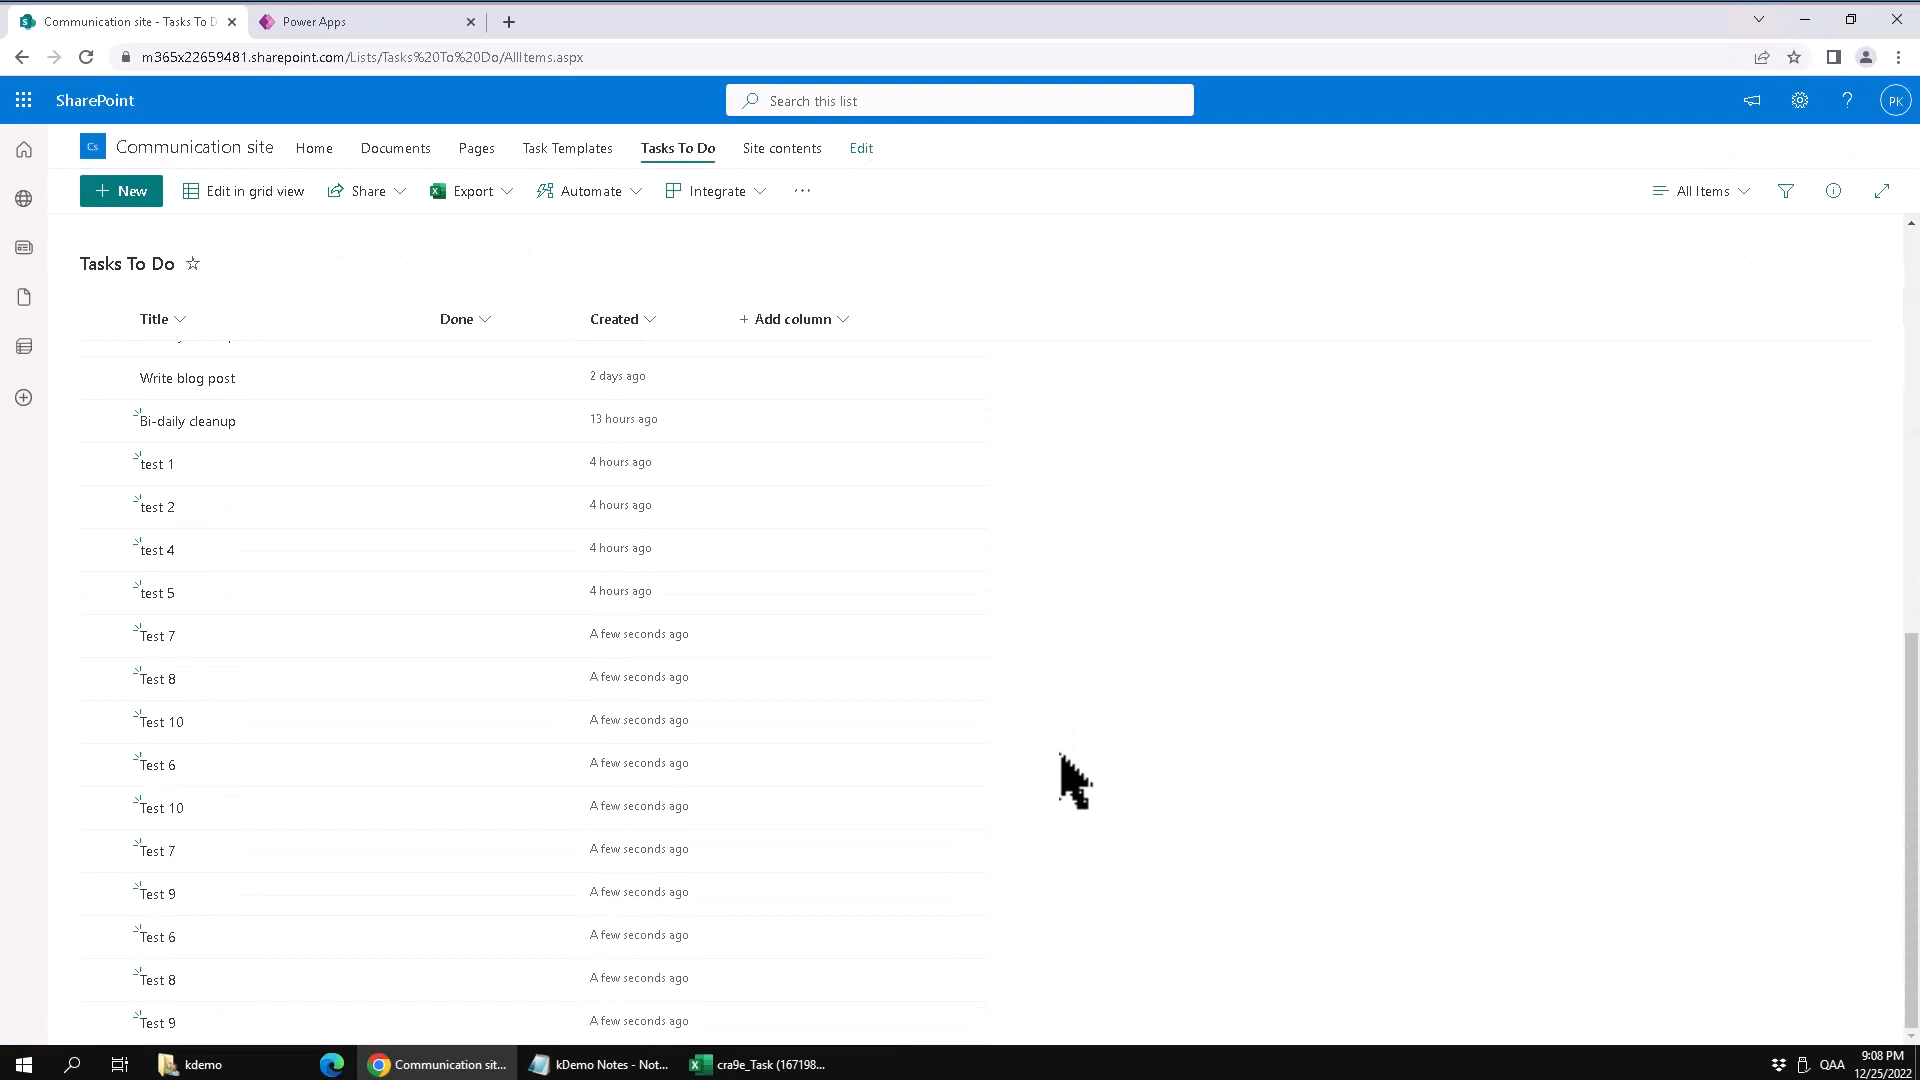 Communication site - Tasks To D
Power Apps
m365x22659481.sharepoint.com/Lists/Tasks%20To%20Do/AllItems.aspx
SharePoint
Search this list
PK
Cs
Communication site
Home
Documents
Pages
Task Templates
Tasks To Do
Site contents
Edit
+ New
Edit in grid view
Share
Export
Automate
Integrate
...
All Items
Tasks To Do
Title
Done
Created
+ Add column
Write blog post
2 days ago
Bi-daily cleanup
13 hours ago
test 1
4 hours ago
test 2
4 hours ago
test 4
4 hours ago
test 5
4 hours ago
Test 7
A few seconds ago
Test 8
A few seconds ago
Test 10
A few seconds ago
Test 6
A few seconds ago
Test 10
A few seconds ago
Test 7
A few seconds ago
Test 9
A few seconds ago
Test 6
A few seconds ago
Test 8
A few seconds ago
Test 9
A few seconds ago
kdemo
Communication sit...
kDemo Notes - Not...
cra9e_Task (167198...
QAA
9:08 PM
12/25/2022